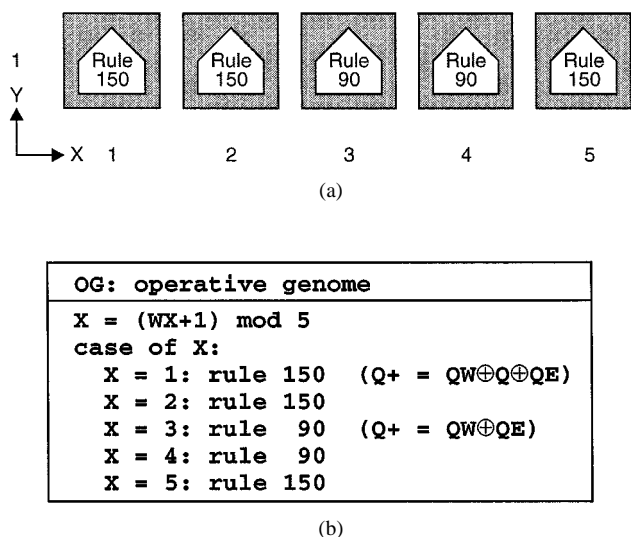 Rule 150 Rule 150 Rule 90 Rule 90 Rule 150
1
Y
X 1 2 3 4 5
(a)
OG: operative genome
X = (WX+1) mod 5
case of X:
X = 1: rule 150 (Q+ = QW⊕Q⊕QE)
X = 2: rule 150
X = 3: rule 90 (Q+ = QW⊕QE)
X = 4: rule 90
X = 5: rule 150
(b)